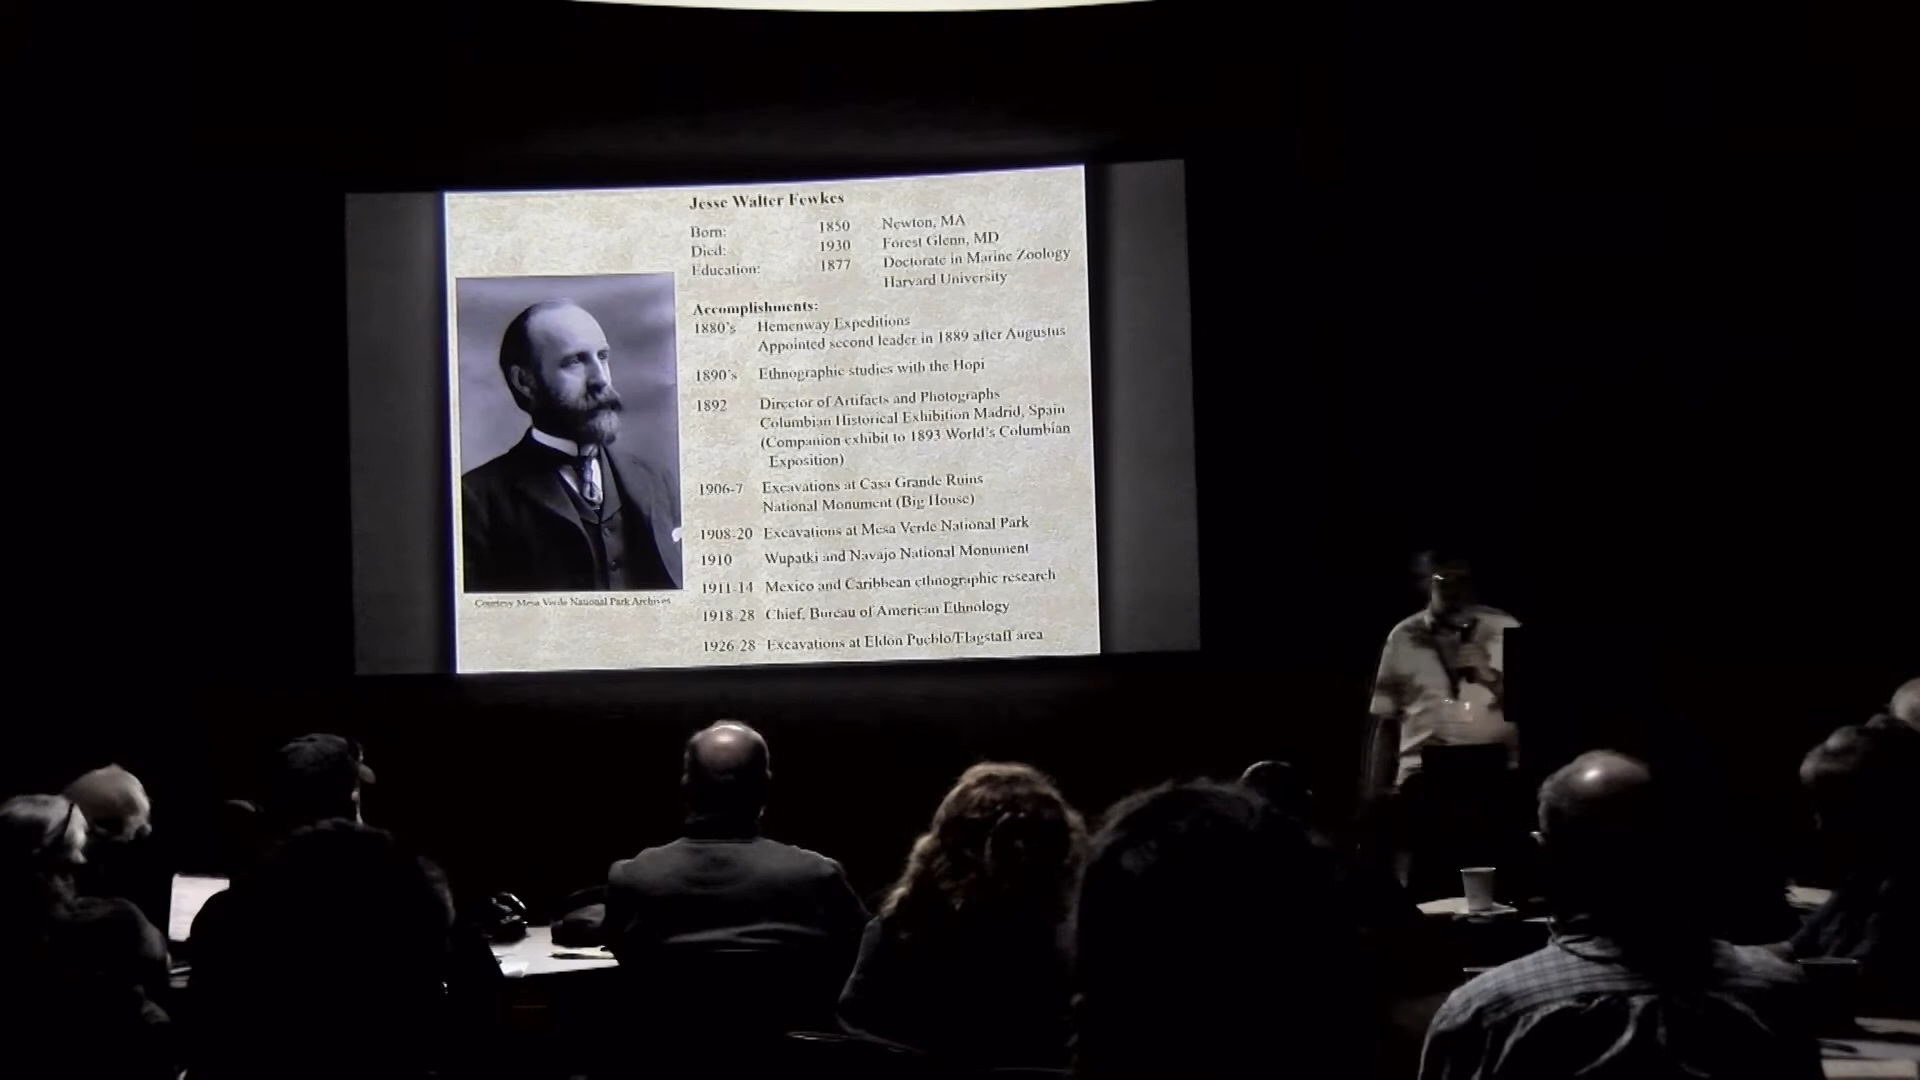 Jesse Walter Fewkes
Born: 1850 Newton, MA
Died: 1930 Forest Glenn, MD
Education: 1877 Doctorate in Marine Zoology
Harvard University
Accomplishments:
1880's Hemenway Expeditions
Appointed second leader in 1889 after Augustus
1890's Ethnographic studies with the Hopi
1892 Director of Artifacts and Photographs
Columbian Historical Exhibition Madrid, Spain
(Companion exhibit to 1893 World's Columbian
Exposition)
1906-7 Excavations at Casa Grande Ruins
National Monument (Big House)
1908-20 Excavations at Mesa Verde National Park
1910 Wupatki and Navajo National Monument
1911-14 Mexico and Caribbean ethnographic research
1918-28 Chief, Bureau of American Ethnology
1926-28 Excavations at Eldon Pueblo/Flagstaff area
Courtesy Mesa Verde National Park Archives